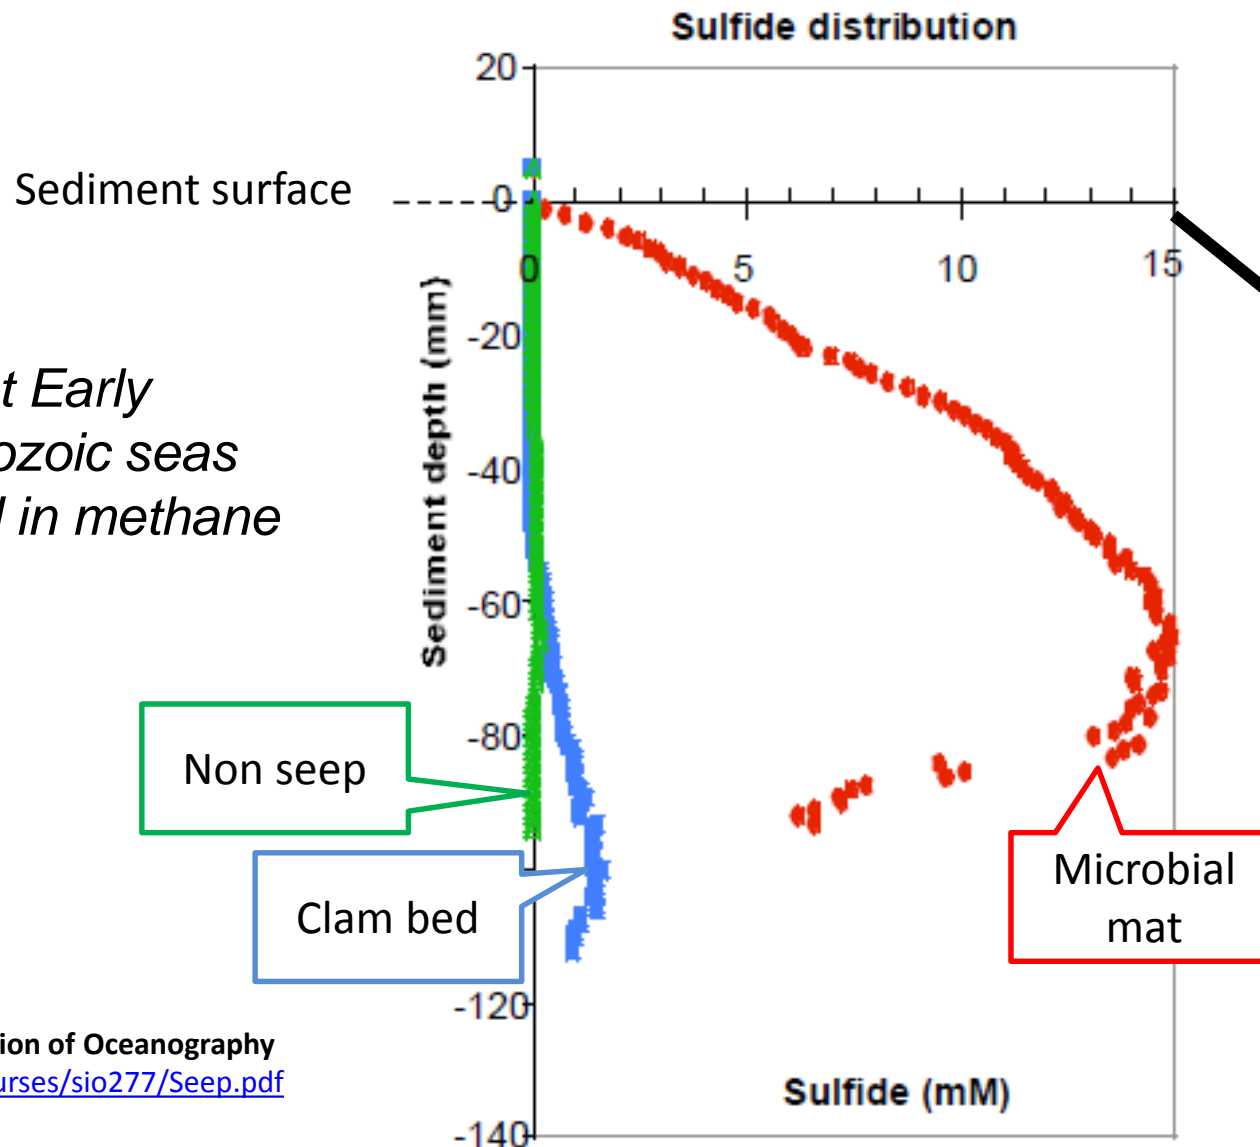 Sulfide distribution
20
Sediment surface
0
0
5
10
15
Sediment depth (mm)
-20
t Early
ozoic seas
-40
in methane
-60
Non seep
-80
Clam bed
Microbial
mat
-120
tion of Oceanography
urses/sio277/Seep.pdf
Sulfide (mM)
-140